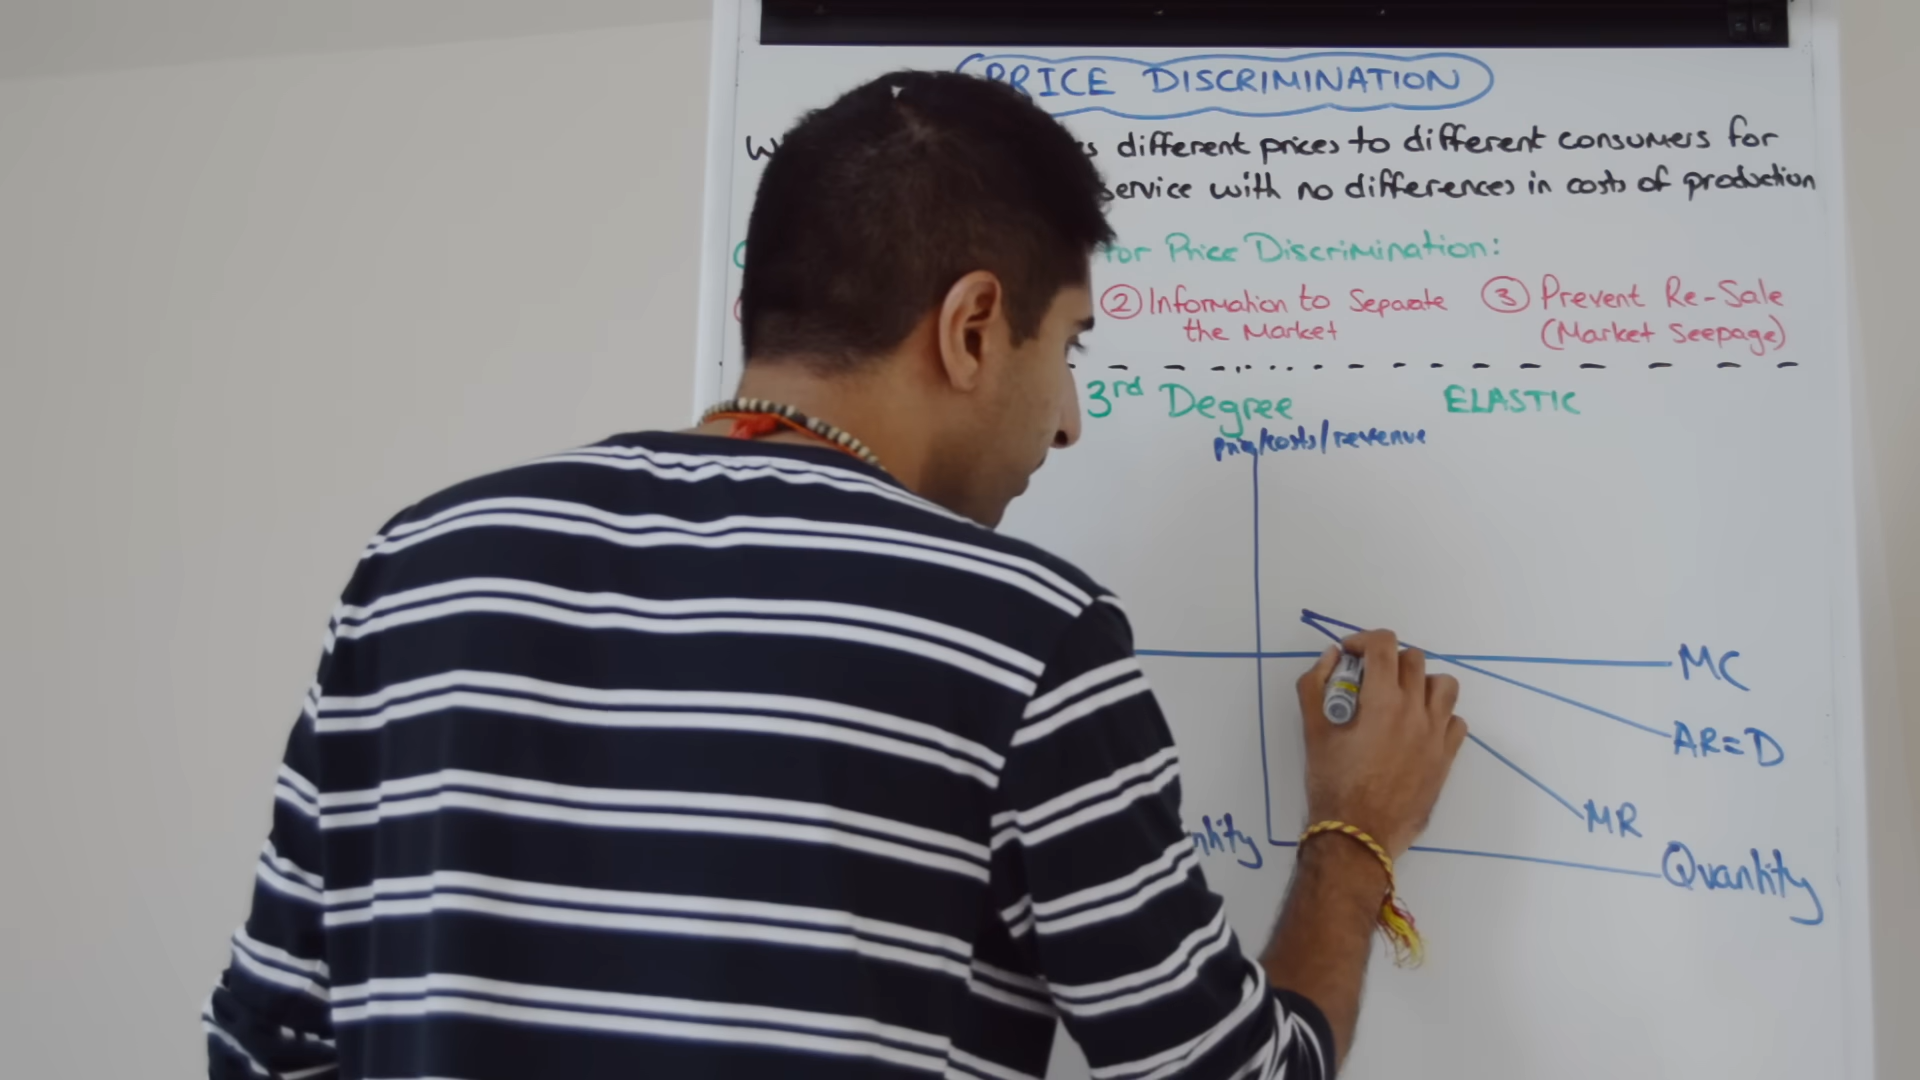 PRICE DISCRIMINATION
different prices to different consumers for
service with no differences in costs of production
for Price Discrimination:
② Information to Separate
the Market
③ Prevent Re-Sale
(Market Seepage)
3rd Degree
ELASTIC
/costs/revenue
MC
AR=D
MR
Quantity